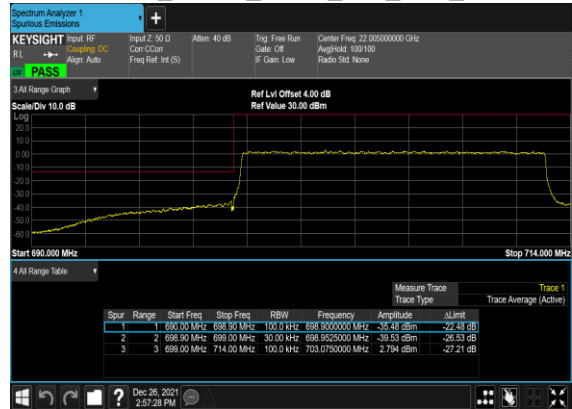 Spectrum Analyzer 1
Spurious Emissions
KEYSIGHT Input: RF Input Z: 50 Ω Atten: 40 dB Trig: Free Run Center Freq: 22.005000000 GHz
RL Coupling: DC Corr CCorr Gate: Off Avg|Hold: 100/100
Align: Auto Freq Ref: Int (S) IF Gain: Low Radio Std: None
PASS
3 All Range Graph
Ref Lvl Offset 4.00 dB
Scale/Div 10.0 dB Ref Value 30.00 dBm
Log
20.0
10.0
0.00
-10.0
-20.0
-30.0
-40.0
-50.0
-60.0
Start 690.000 MHz Stop 714.000 MHz
4 All Range Table
Measure Trace Trace 1
Trace Type Trace Average (Active)
Spur Range Start Freq Stop Freq RBW Frequency Amplitude ΔLimit
1 1 690.00 MHz 698.90 MHz 100.0 kHz 698.9000000 MHz -35.48 dBm -22.48 dB
2 2 698.90 MHz 699.00 MHz 30.00 kHz 698.9525000 MHz -39.53 dBm -26.53 dB
3 3 699.00 MHz 714.00 MHz 100.0 kHz 703.0750000 MHz 2.794 dBm -27.21 dB
? Dec 26, 2021
2:57:28 PM